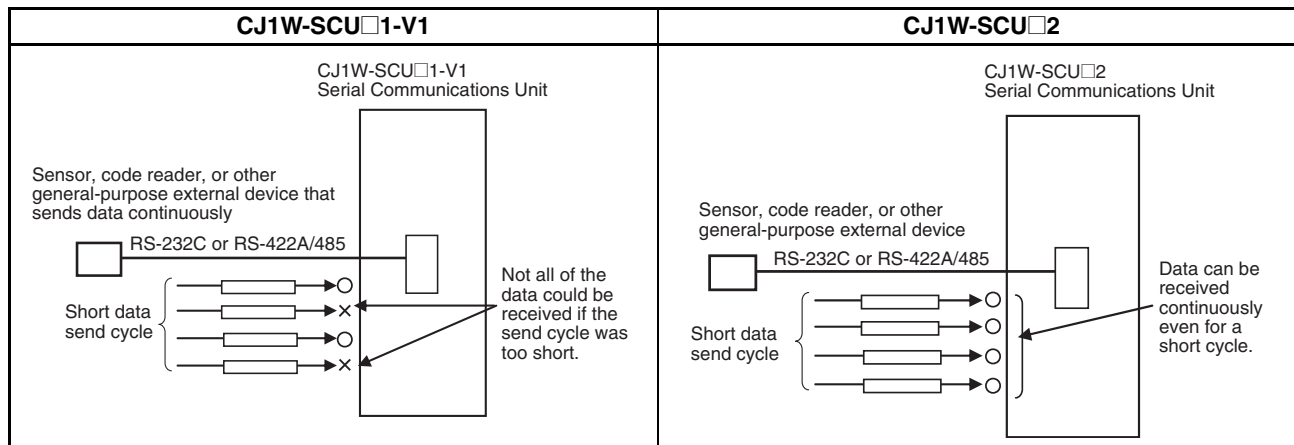 CJ1W-SCU□1-V1
CJ1W-SCU□1-V1
Serial Communications Unit
Sensor, code reader, or other
general-purpose external device that
sends data continuously
RS-232C or RS-422A/485
Short data
send cycle
Not all of the
data could be
received if the
send cycle was
too short.
CJ1W-SCU□2
CJ1W-SCU□2
Serial Communications Unit
Sensor, code reader, or other
general-purpose external device
RS-232C or RS-422A/485
Short data
send cycle
Data can be
received
continuously
even for a
short cycle.